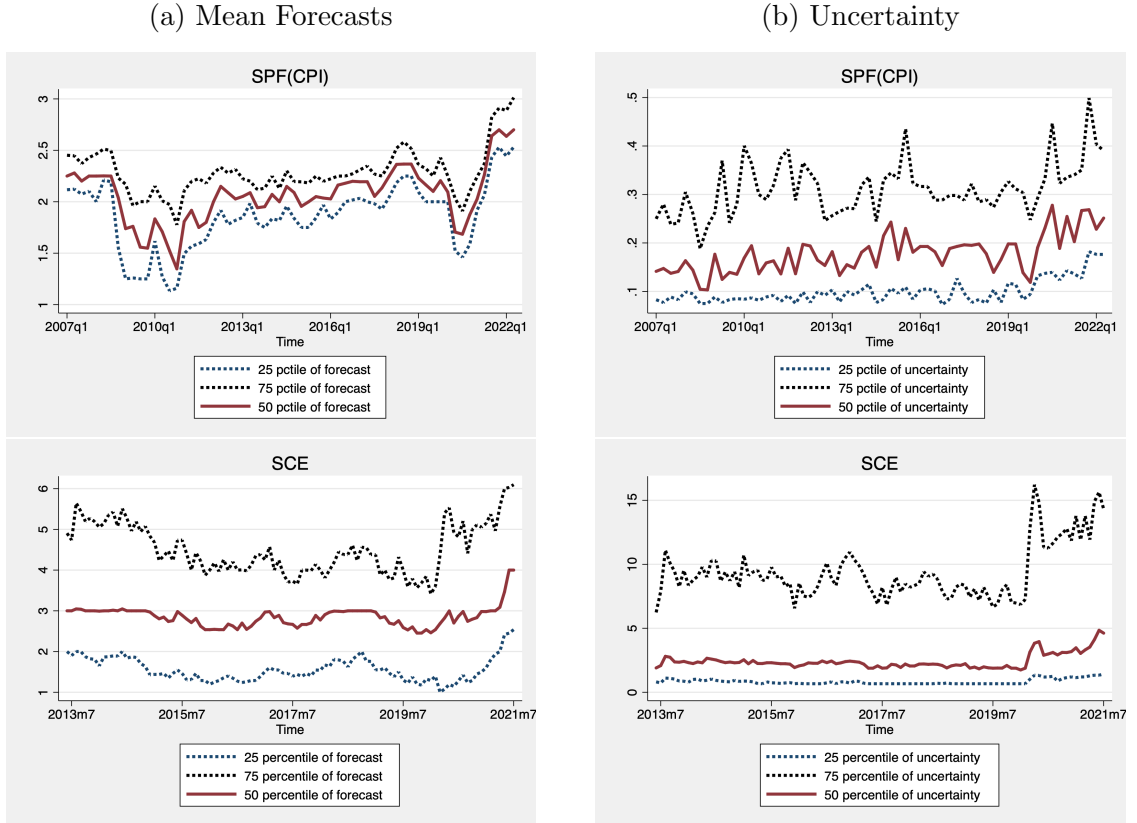 (a) Mean Forecasts
SPF(CPI)
3
2.5
2
1.5
1
2007q1 2010q1 2013q1 2016q1 2019q1 2022q1
Time
25 pctile of forecast
75 pctile of forecast
50 pctile of forecast
SCE
6
5
4
3
2
1
2013m7 2015m7 2017m7 2019m7 2021m7
Time
25 percentile of forecast
75 percentile of forecast
50 percentile of forecast
(b) Uncertainty
SPF(CPI)
.5
.4
.3
.2
.1
2007q1 2010q1 2013q1 2016q1 2019q1 2022q1
Time
25 pctile of uncertainty
75 pctile of uncertainty
50 pctile of uncertainty
SCE
15
10
5
0
2013m7 2015m7 2017m7 2019m7 2021m7
Time
25 percentile of uncertainty
75 percentile of uncertainty
50 percentile of uncertainty